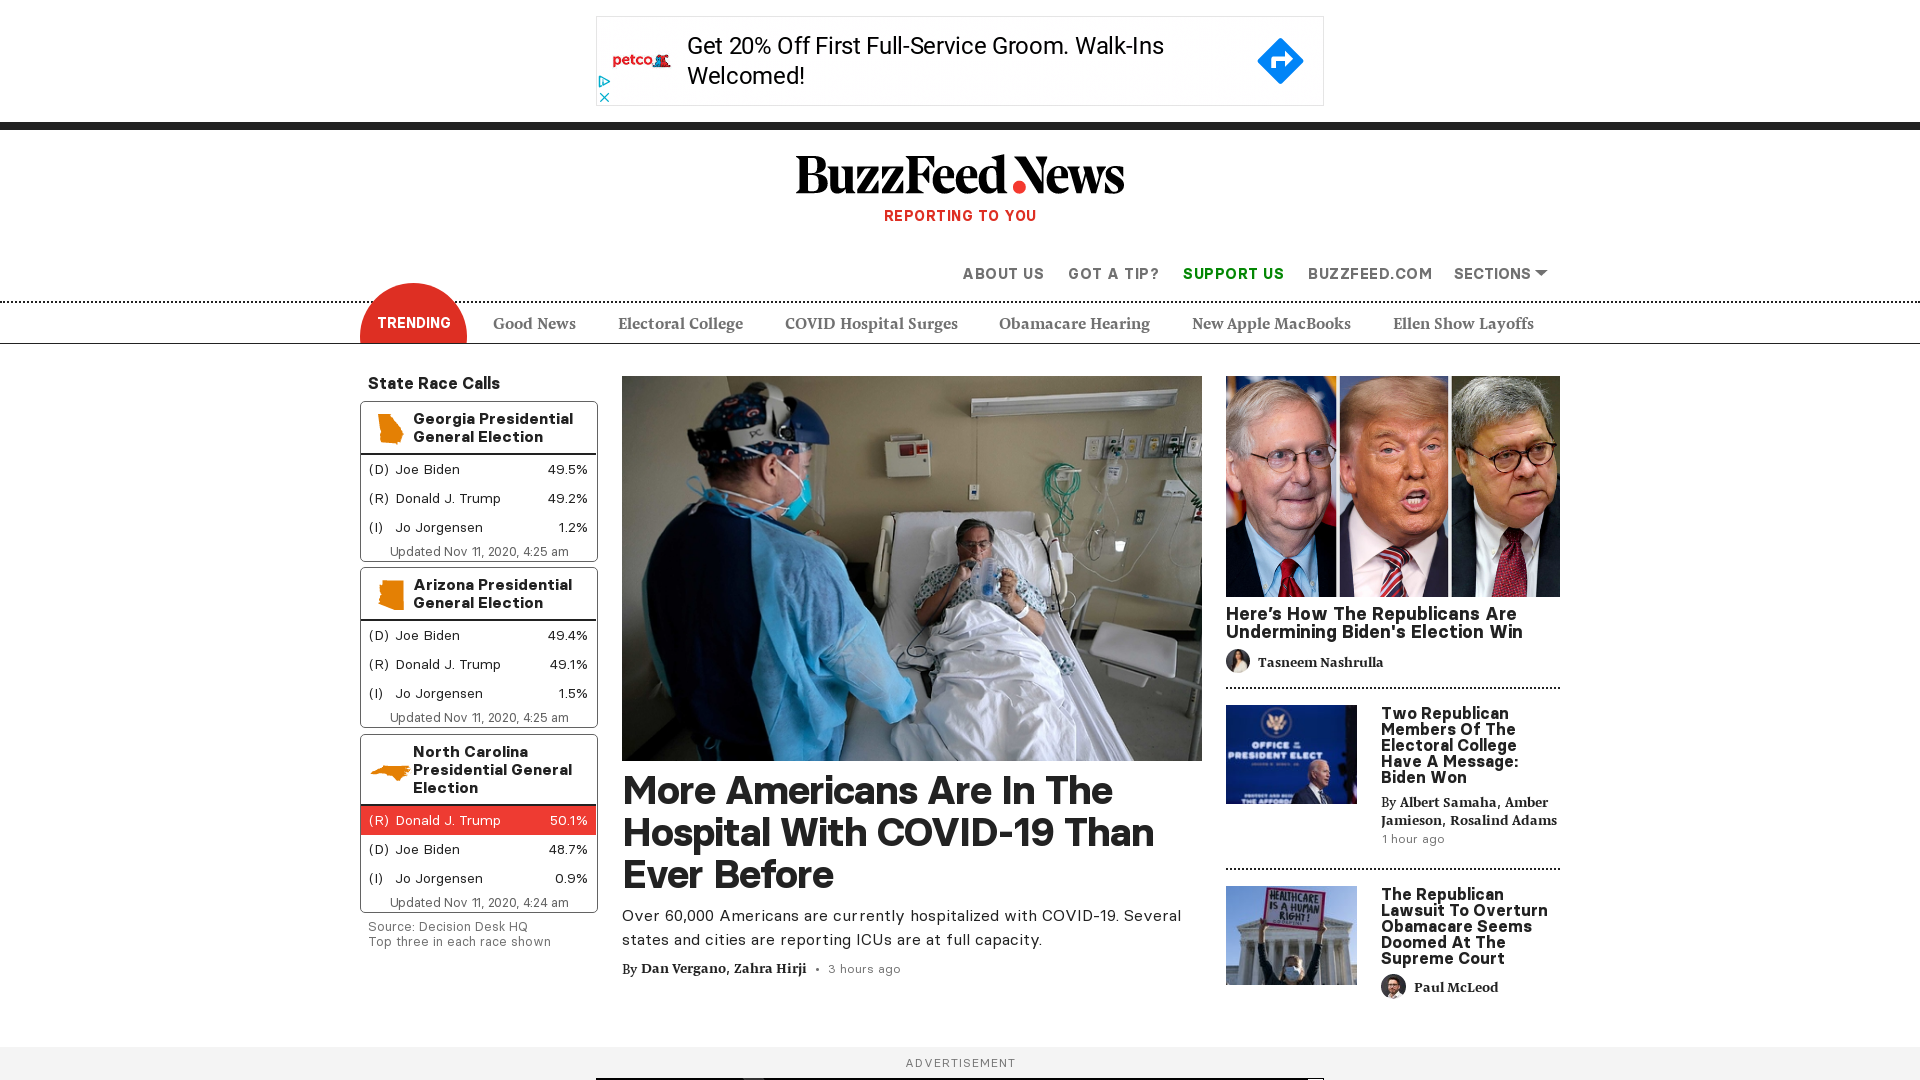 petco
Get 20% Off First Full-Service Groom. Walk-Ins
Welcomed!
BuzzFeed News
REPORTING TO YOU
ABOUT US
GOT A TIP?
SUPPORT US
BUZZFEED.COM
SECTIONS
TRENDING
Good News
Electoral College
COVID Hospital Surges
Obamacare Hearing
New Apple MacBooks
Ellen Show Layoffs
State Race Calls
Georgia Presidential
General Election
(D) Joe Biden 49.5%
(R) Donald J. Trump 49.2%
(I) Jo Jorgensen 1.2%
Updated Nov 11, 2020, 4:25 am
Arizona Presidential
General Election
(D) Joe Biden 49.4%
(R) Donald J. Trump 49.1%
(I) Jo Jorgensen 1.5%
Updated Nov 11, 2020, 4:25 am
North Carolina
Presidential General
Election
(R) Donald J. Trump 50.1%
(D) Joe Biden 48.7%
(I) Jo Jorgensen 0.9%
Updated Nov 11, 2020, 4:24 am
Source: Decision Desk HQ
Top three in each race shown
More Americans Are In The
Hospital With COVID-19 Than
Ever Before
Over 60,000 Americans are currently hospitalized with COVID-19. Several
states and cities are reporting ICUs are at full capacity.
By Dan Vergano, Zahra Hirji • 3 hours ago
Here’s How The Republicans Are
Undermining Biden's Election Win
Tasneem Nashrulla
OFFICE OF THE
PRESIDENT ELECT
Two Republican
Members Of The
Electoral College
Have A Message:
Biden Won
By Albert Samaha, Amber
Jamieson, Rosalind Adams
1 hour ago
HEALTHCARE
IS A HUMAN
RIGHT!
The Republican
Lawsuit To Overturn
Obamacare Seems
Doomed At The
Supreme Court
Paul McLeod
ADVERTISEMENT